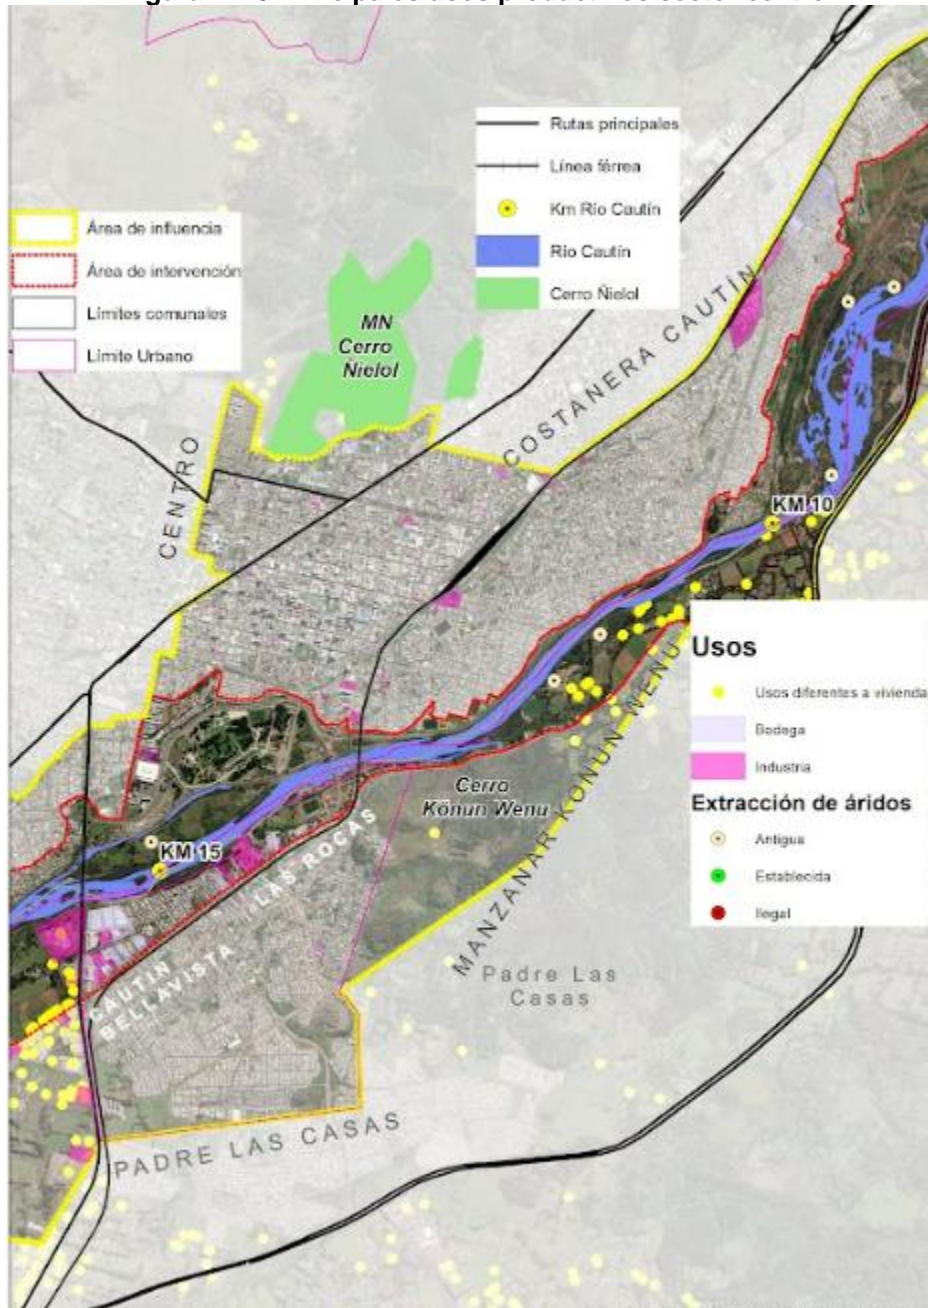 Rutas principales
Línea férrea
Km Río Cautín
Río Cautín
Cerro Ñielol
Área de influencia
Área de intervención
Límites comunales
Límite Urbano
MN
Cerro
Ñielol
COSTANERA CAUTÍN
CENTRO
KM 10
Usos
Usos diferentes a vivienda
Bodega
Industria
Extracción de áridos
Antigua
Establecida
Ilegal
Cerro
Könun Wenu
MANZANAR KONUN WENU
KM 15
LAS ROCAS
CAUTIN
BELLAVISTA
Padre Las
Casas
PADRE LAS CASAS